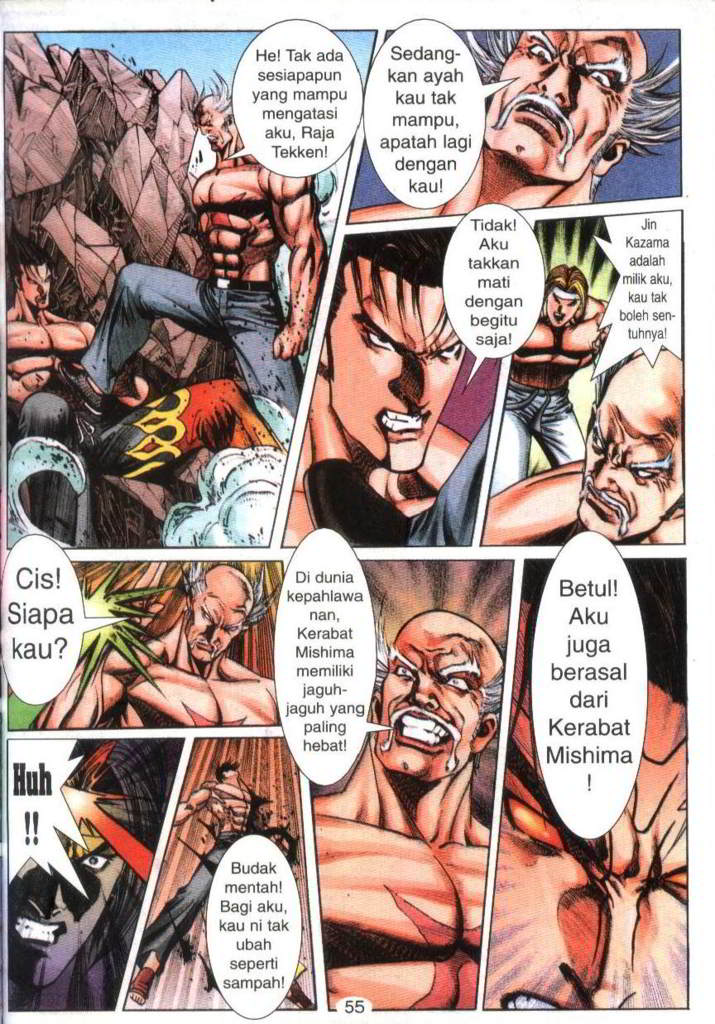 He! Tak ada
sesiapapun
yang mampu
mengatasi
aku, Raja
Tekken!
Sedang-
kan ayah
kau tak
mampu,
apatah lagi
dengan
kau!
Tidak!
Aku
takkan
mati
dengan
begitu
saja!
Jin
Kazama
adalah
milik aku,
kau tak
boleh sen-
tuhnya!
Cis!
Siapa
kau?
Di dunia
kepahlawa
nan,
Kerabat
Mishima
memiliki
jaguh-
jaguh yang
paling
hebat!
Betul!
Aku
juga
berasal
dari
Kerabat
Mishima
!
Huh
!!
Budak
mentah!
Bagi aku,
kau ni tak
ubah
seperti
sampah!
55